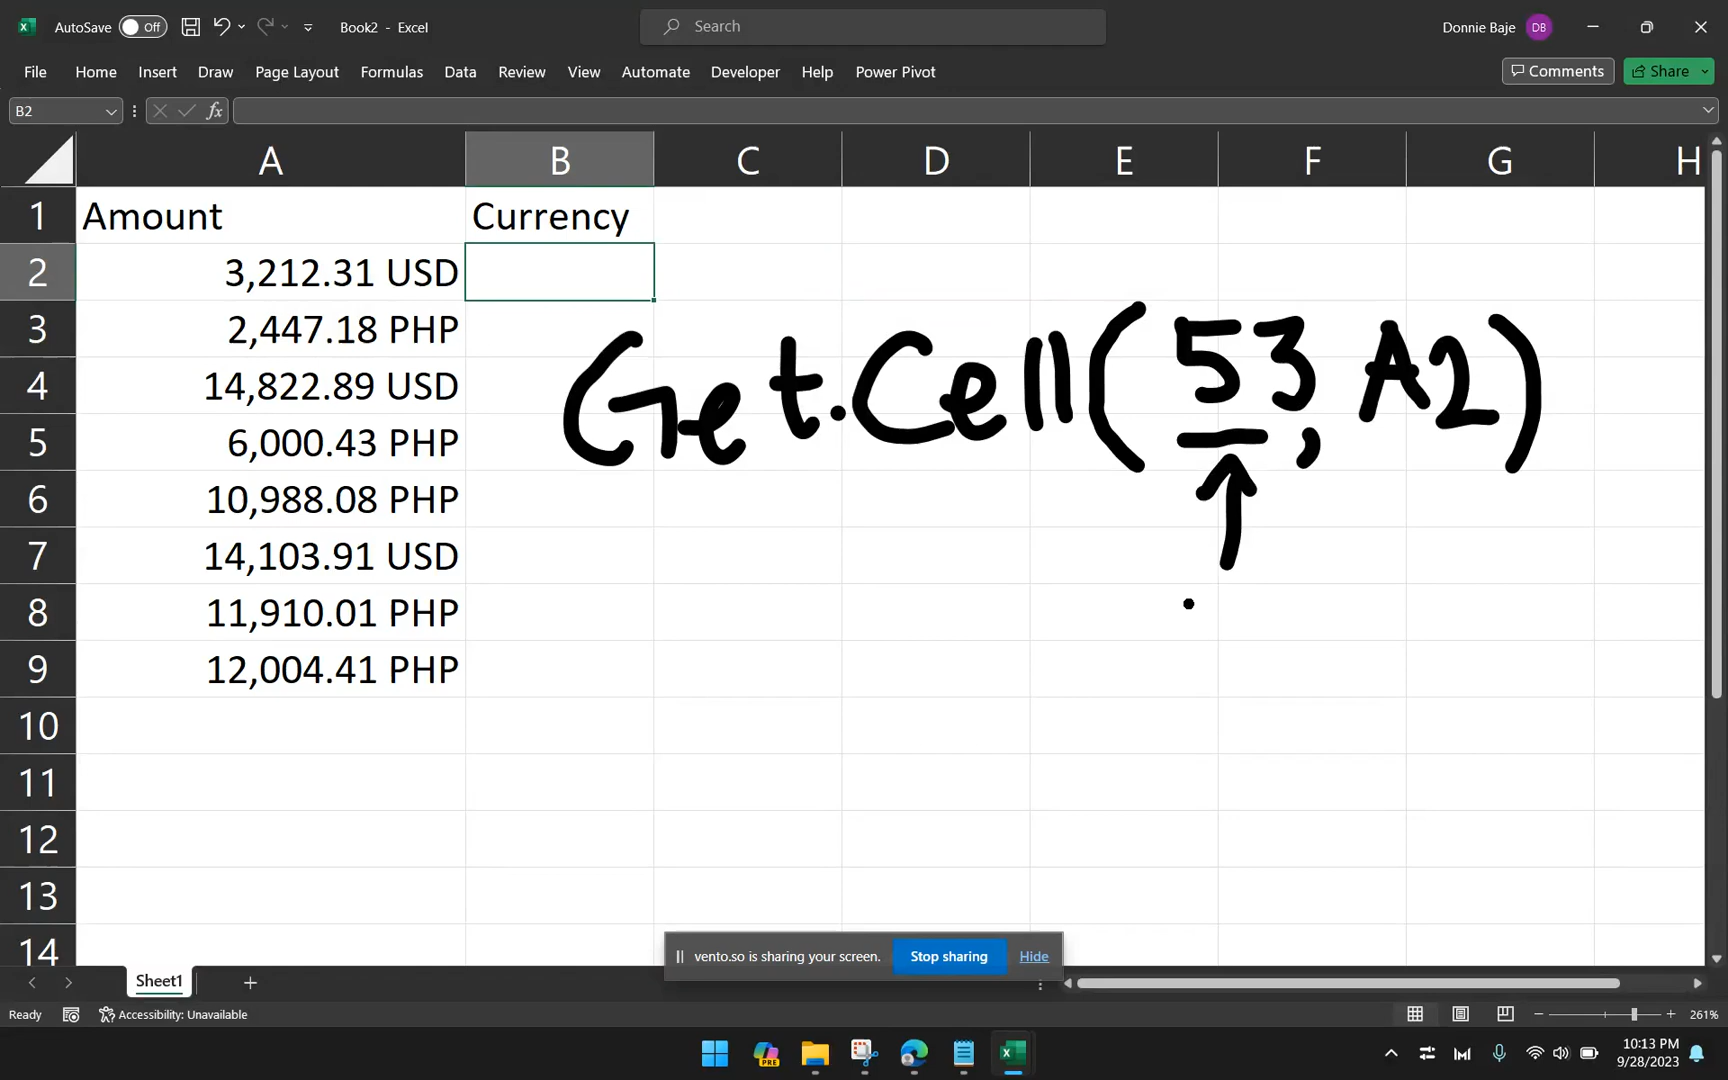 AutoSave Off Book2 - Excel Search Donnie Baje DB
File Home Insert Draw Page Layout Formulas Data Review View Automate Developer Help Power Pivot Comments Share
B2 fx
A B C D E F G H
1 Amount Currency
2 3,212.31 USD
3 2,447.18 PHP
4 14,822.89 USD
5 6,000.43 PHP
6 10,988.08 PHP
7 14,103.91 USD
8 11,910.01 PHP
9 12,004.41 PHP
10
11
12
13
14
Get.Cell(53, A2)
vento.so is sharing your screen. Stop sharing Hide
Sheet1
Ready Accessibility: Unavailable 261%
PRE
10:13 PM
9/28/2023